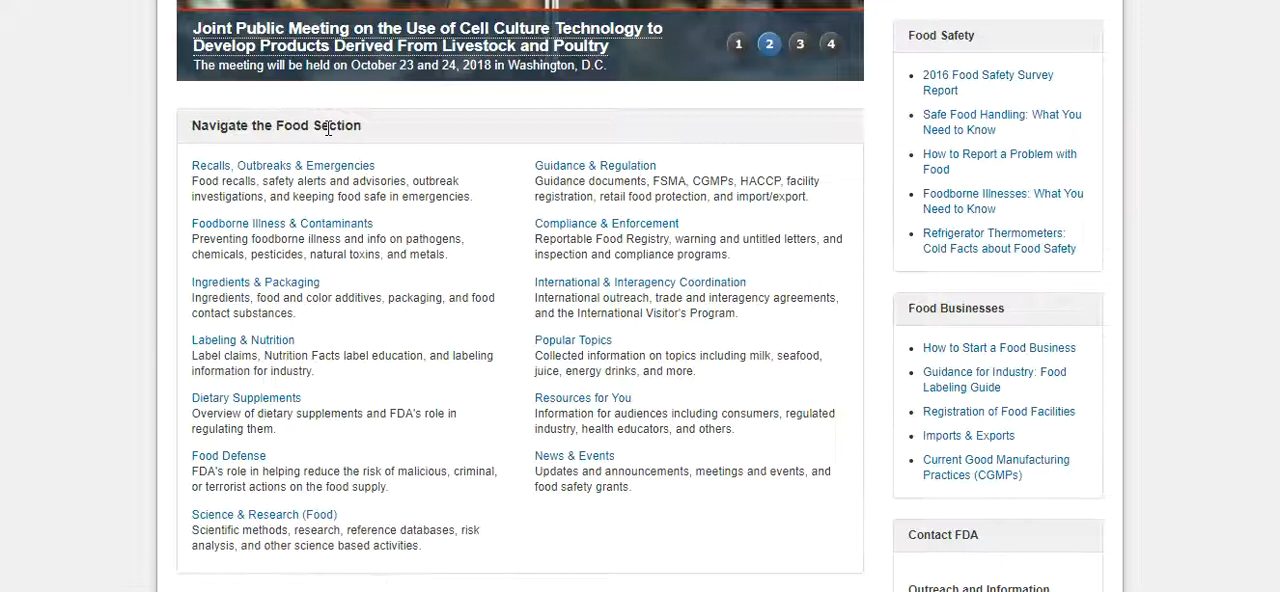 Joint Public Meeting on the Use of Cell Culture Technology to
Develop Products Derived From Livestock and Poultry
The meeting will be held on October 23 and 24, 2018 in Washington, D.C.
1 2 3 4
Navigate the Food Section
Recalls, Outbreaks & Emergencies
Food recalls, safety alerts and advisories, outbreak
investigations, and keeping food safe in emergencies.
Foodborne Illness & Contaminants
Preventing foodborne illness and info on pathogens,
chemicals, pesticides, natural toxins, and metals.
Ingredients & Packaging
Ingredients, food and color additives, packaging, and food
contact substances.
Labeling & Nutrition
Label claims, Nutrition Facts label education, and labeling
information for industry.
Dietary Supplements
Overview of dietary supplements and FDA's role in
regulating them.
Food Defense
FDA's role in helping reduce the risk of malicious, criminal,
or terrorist actions on the food supply.
Science & Research (Food)
Scientific methods, research, reference databases, risk
analysis, and other science based activities.
Guidance & Regulation
Guidance documents, FSMA, CGMPs, HACCP, facility
registration, retail food protection, and import/export.
Compliance & Enforcement
Reportable Food Registry, warning and untitled letters, and
inspection and compliance programs.
International & Interagency Coordination
International outreach, trade and interagency agreements,
and the International Visitor's Program.
Popular Topics
Collected information on topics including milk, seafood,
juice, energy drinks, and more.
Resources for You
Information for audiences including consumers, regulated
industry, health educators, and others.
News & Events
Updates and announcements, meetings and events, and
food safety grants.
Food Safety
2016 Food Safety Survey
Report
Safe Food Handling: What You
Need to Know
How to Report a Problem with
Food
Foodborne Illnesses: What You
Need to Know
Refrigerator Thermometers:
Cold Facts about Food Safety
Food Businesses
How to Start a Food Business
Guidance for Industry: Food
Labeling Guide
Registration of Food Facilities
Imports & Exports
Current Good Manufacturing
Practices (CGMPs)
Contact FDA
Outreach and Information